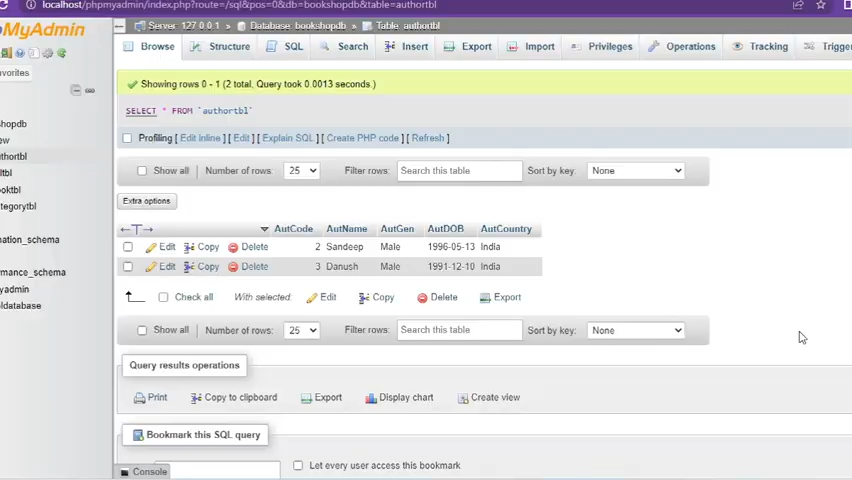 localhost/phpmyadmin/index.php?route=/sql&pos=0&db=bookshopdb&table=authortbl
MyAdmin
Server: 127.0.0.1 » Database: bookshopdb » Table: authortbl
Browse Structure SQL Search Insert Export Import Privileges Operations Tracking Trigger
avorites
Showing rows 0 - 1 (2 total, Query took 0.0013 seconds.)
SELECT * FROM `authortbl`
Profiling [ Edit inline ] [ Edit ] [ Explain SQL ] [ Create PHP code ] [ Refresh ]
hopdb
ew
uthortbl
ltbl
oktbl
tegorytbl
mation_schema
rmance_schema
myadmin
oldatabase
Show all Number of rows: 25 Filter rows: Search this table Sort by key: None
Extra options
AutCode AutName AutGen AutDOB AutCountry
Edit Copy Delete 2 Sandeep Male 1996-05-13 India
Edit Copy Delete 3 Danush Male 1991-12-10 India
Check all With selected: Edit Copy Delete Export
Show all Number of rows: 25 Filter rows: Search this table Sort by key: None
Query results operations
Print Copy to clipboard Export Display chart Create view
Bookmark this SQL query
Let every user access this bookmark
Console